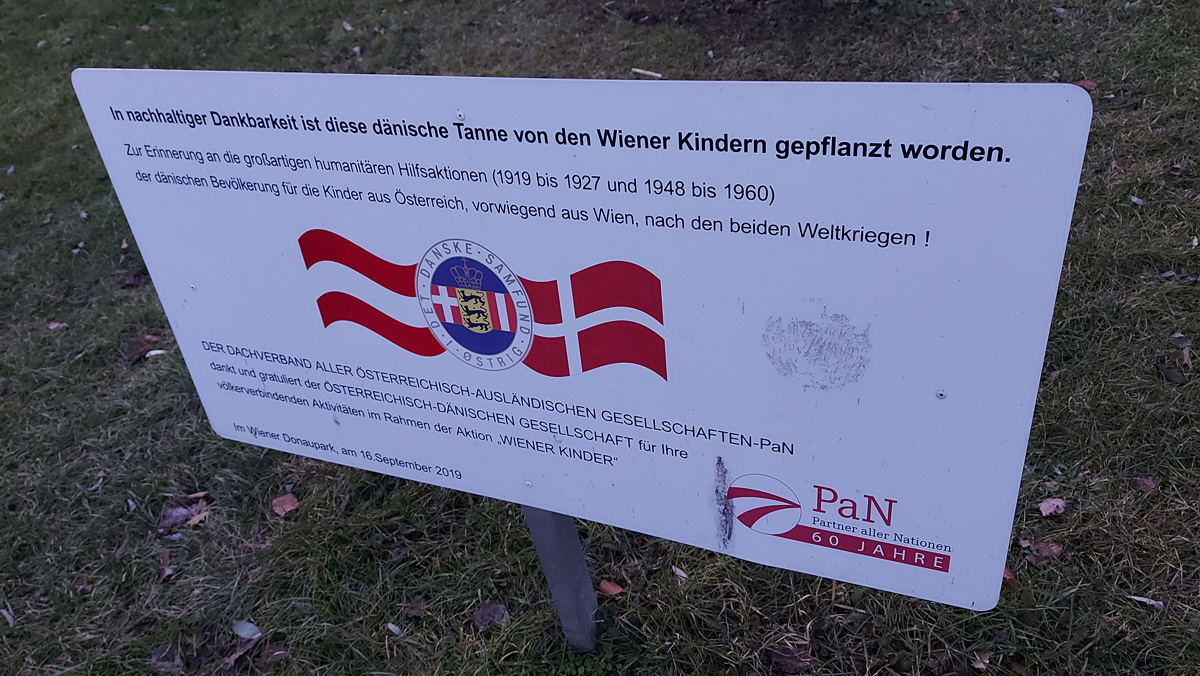 In nachhaltiger Dankbarkeit ist diese dänische Tanne von den Wiener Kindern gepflanzt worden.
Zur Erinnerung an die großartigen humanitären Hilfsaktionen (1919 bis 1927 und 1948 bis 1960)
der dänischen Bevölkerung für die Kinder aus Österreich, vorwiegend aus Wien, nach den beiden Weltkriegen !
DET · DANSKE · SAMFUND · I · ØSTRIG ·
DER DACHVERBAND ALLER ÖSTERREICHISCH-AUSLÄNDISCHEN GESELLSCHAFTEN-PaN
dankt und gratuliert der ÖSTERREICHISCH-DÄNISCHEN GESELLSCHAFT für Ihre
völkerverbindenden Aktivitäten im Rahmen der Aktion „WIENER KINDER“
Im Wiener Donaupark, am 16.September 2019
PaN
Partner aller Nationen
60 JAHRE